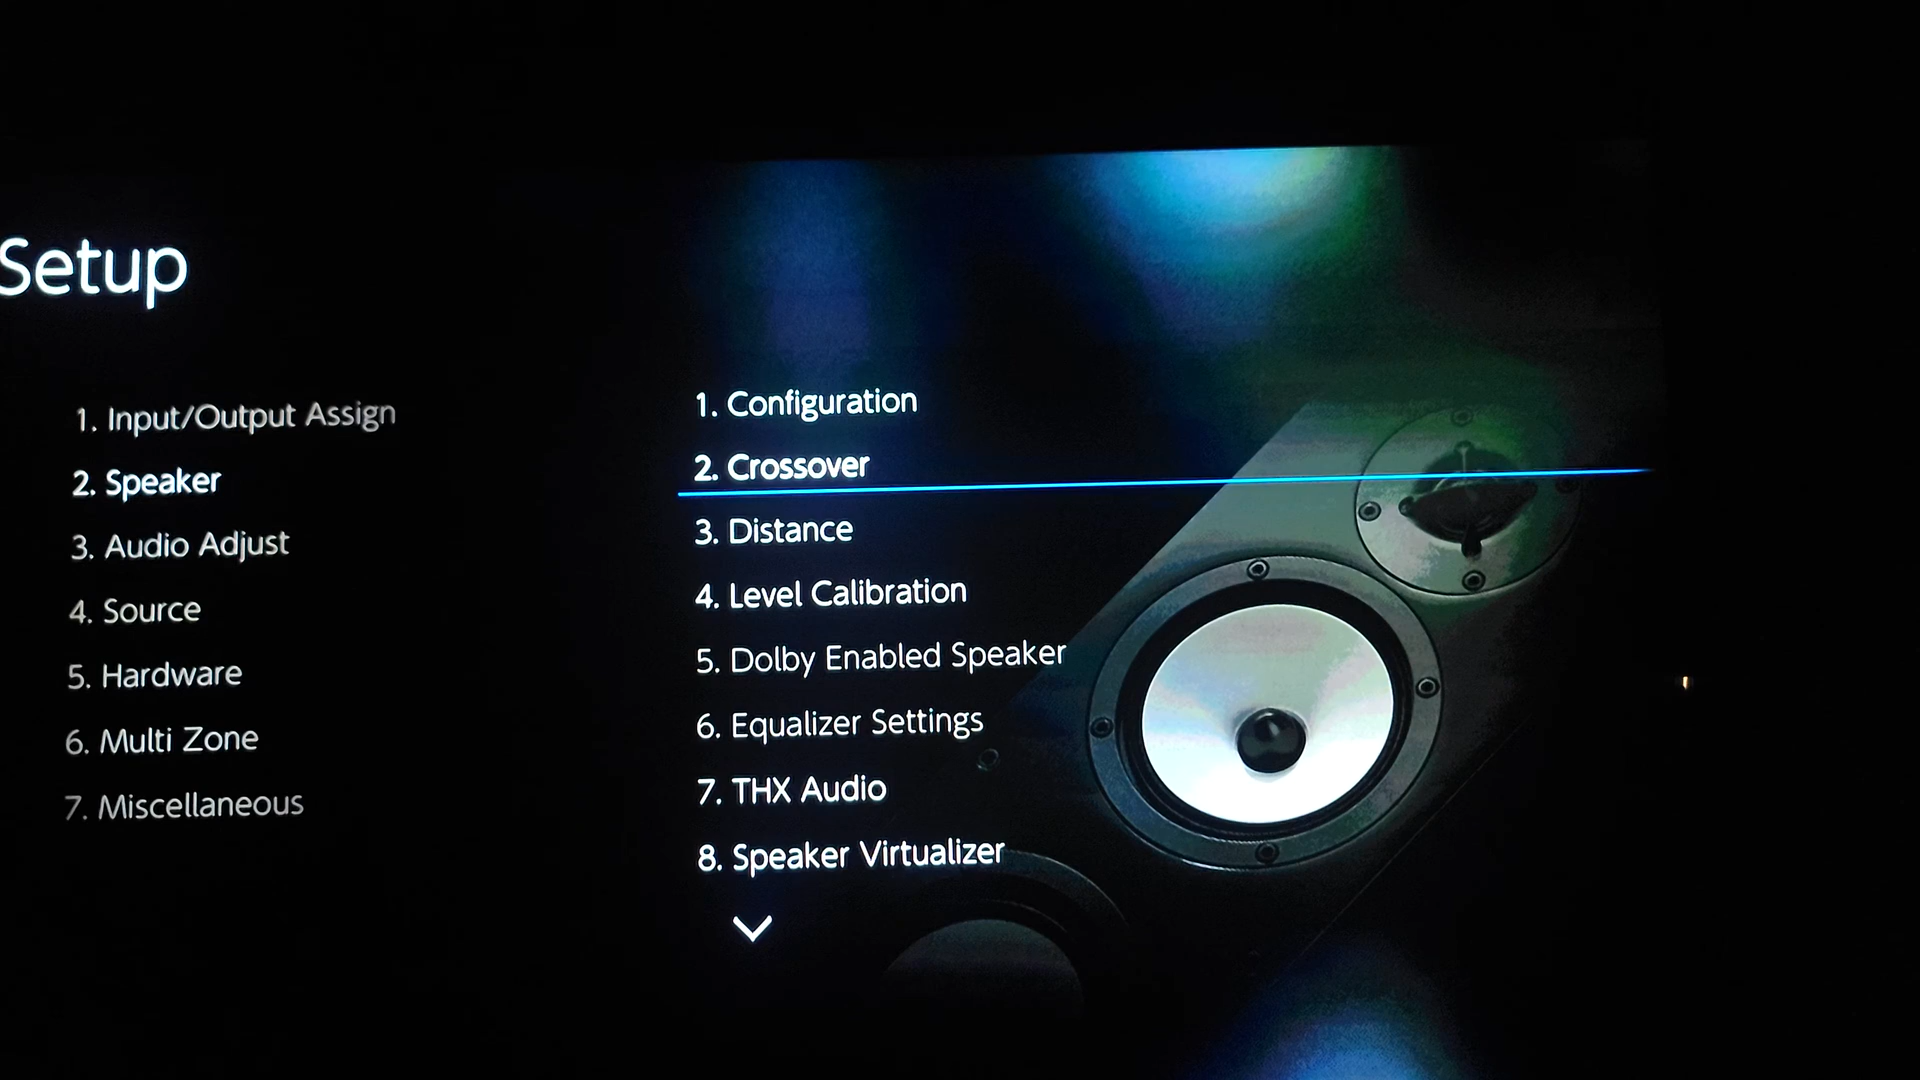 Setup
1. Input/Output Assign
2. Speaker
3. Audio Adjust
4. Source
5. Hardware
6. Multi Zone
7. Miscellaneous
1. Configuration
2. Crossover
3. Distance
4. Level Calibration
5. Dolby Enabled Speaker
6. Equalizer Settings
7. THX Audio
8. Speaker Virtualizer